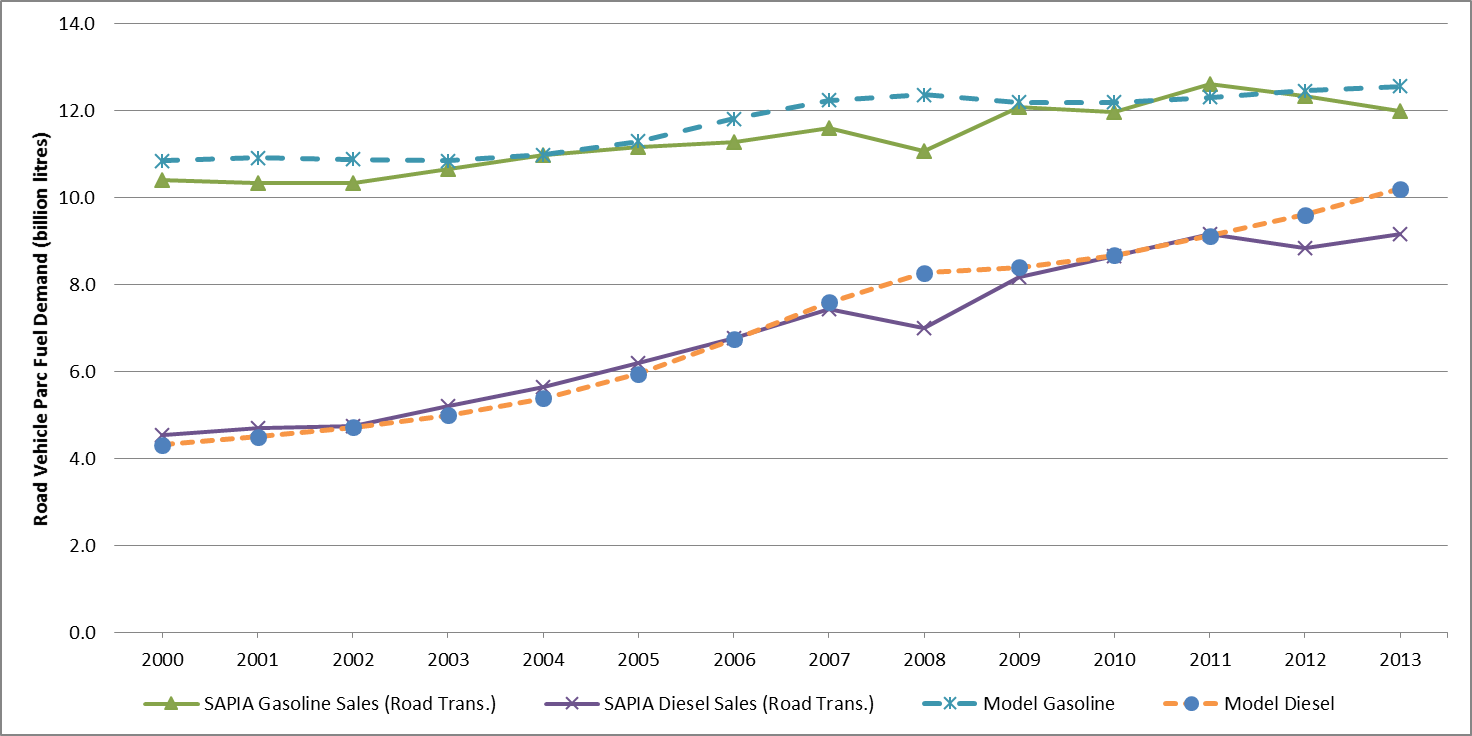 Road Vehicle Parc Fuel Demand (billion litres)
14.0
12.0
10.0
8.0
6.0
4.0
2.0
0.0
2000 2001 2002 2003 2004 2005 2006 2007 2008 2009 2010 2011 2012 2013
SAPIA Gasoline Sales (Road Trans.) SAPIA Diesel Sales (Road Trans.) Model Gasoline Model Diesel